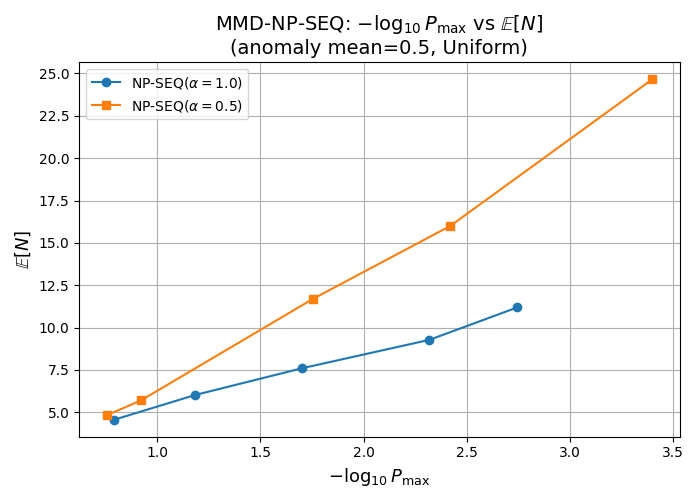 MMD-NP-SEQ: −log₁₀ P_max vs 𝔼[N]
(anomaly mean=0.5, Uniform)
NP-SEQ(α = 1.0)
NP-SEQ(α = 0.5)
25.0
22.5
20.0
17.5
15.0
12.5
10.0
7.5
5.0
𝔼[N]
1.0 1.5 2.0 2.5 3.0 3.5
−log₁₀ P_max